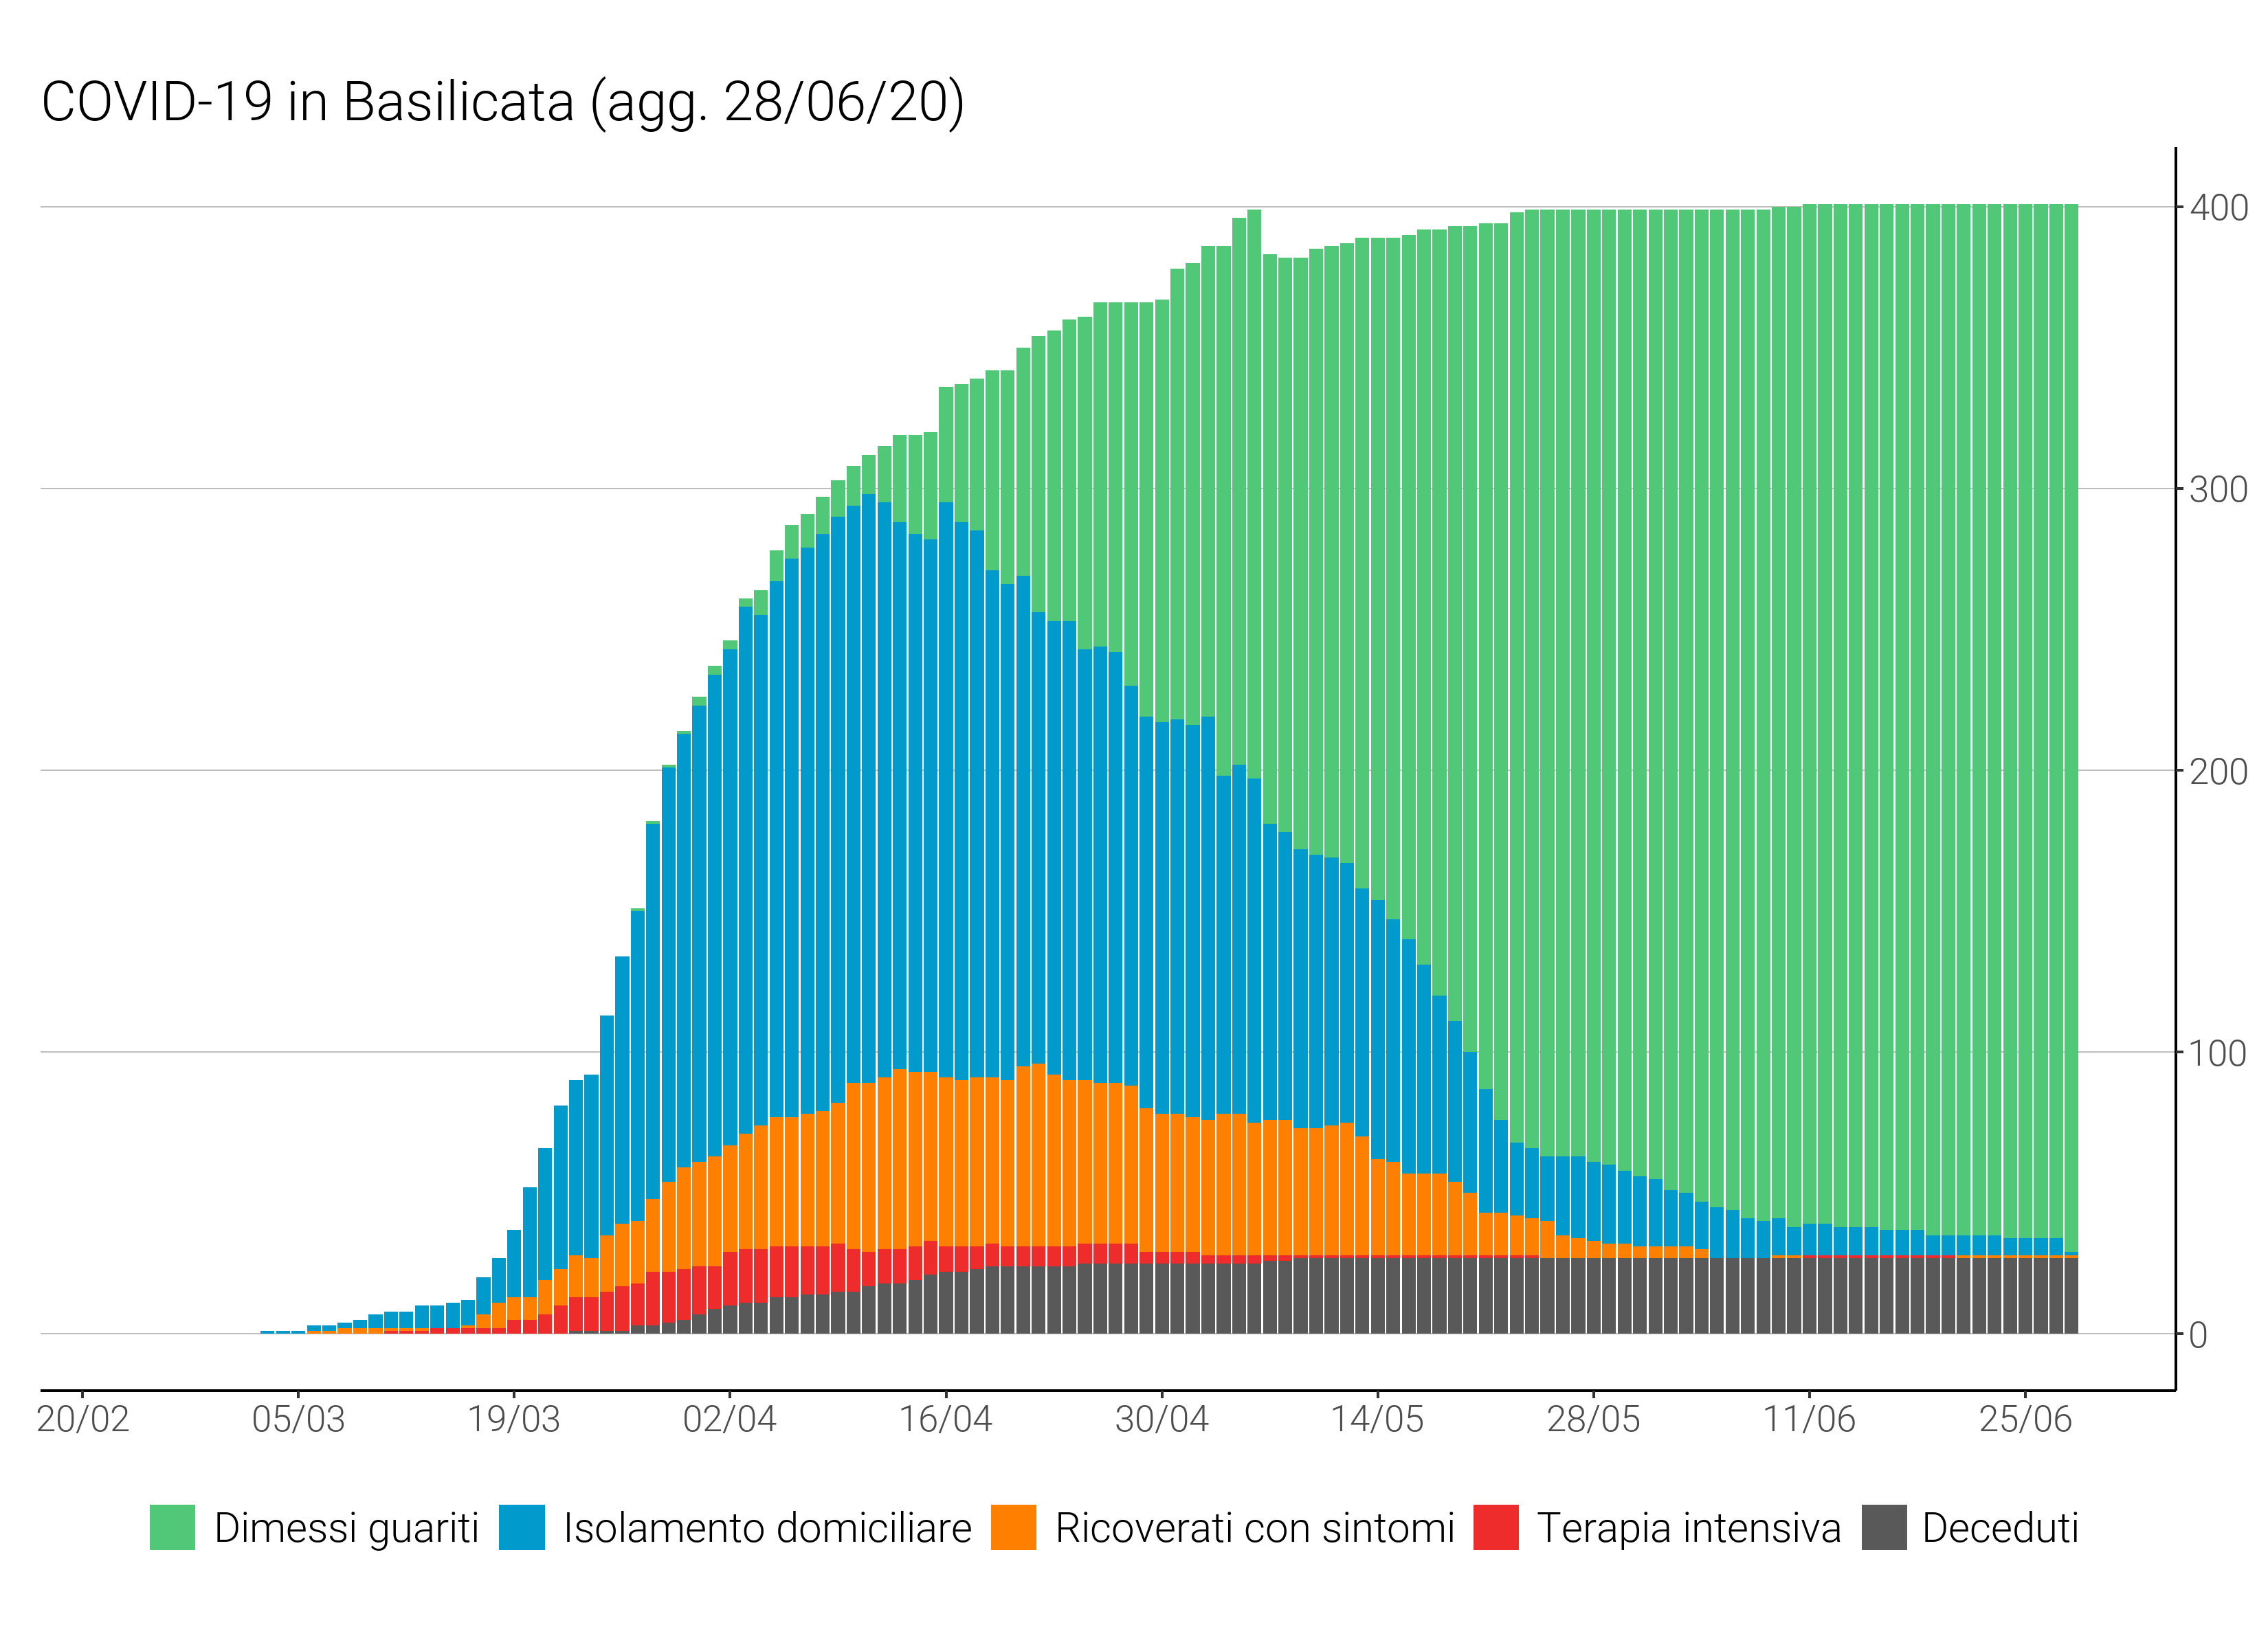 COVID-19 in Basilicata (agg. 28/06/20)
400
300
200
100
0
20/02 05/03 19/03 02/04 16/04 30/04 14/05 28/05 11/06 25/06
Dimessi guariti Isolamento domiciliare Ricoverati con sintomi Terapia intensiva Deceduti